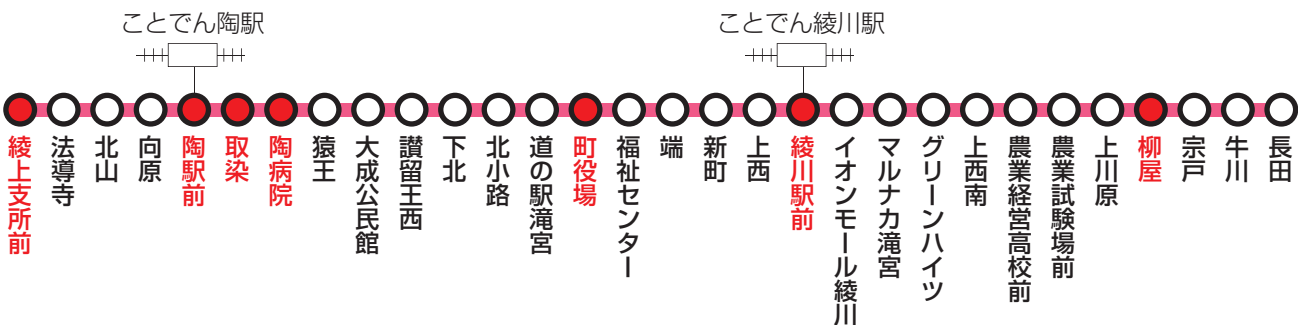 ことでん陶駅
ことでん綾川駅
綾上支所前
法導寺
北山
向原
陶駅前
取染
陶病院
猿王
大成公民館
讃留王西
下北
北小路
道の駅滝宮
町役場
福祉センター
端
新町
上西
綾川駅前
イオンモール綾川
マルナカ滝宮
グリーンハイツ
上西南
農業経営高校前
農業試験場前
上川原
柳屋
宗戸
牛川
長田